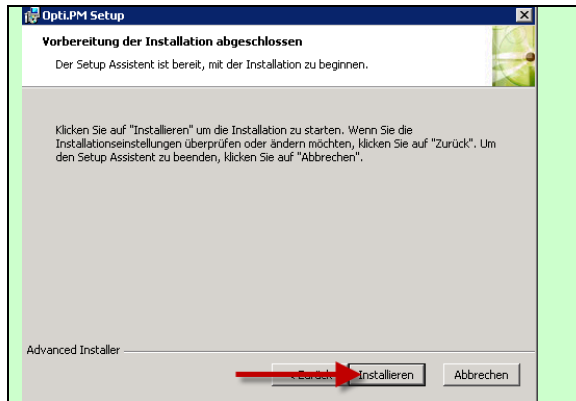 Opti.PM Setup
Vorbereitung der Installation abgeschlossen
Der Setup Assistent ist bereit, mit der Installation zu beginnen.
Klicken Sie auf "Installieren" um die Installation zu starten. Wenn Sie die
Installationseinstellungen überprüfen oder ändern möchten, klicken Sie auf "Zurück". Um
den Setup Assistent zu beenden, klicken Sie auf "Abbrechen".
Advanced Installer
< Zurück Installieren Abbrechen